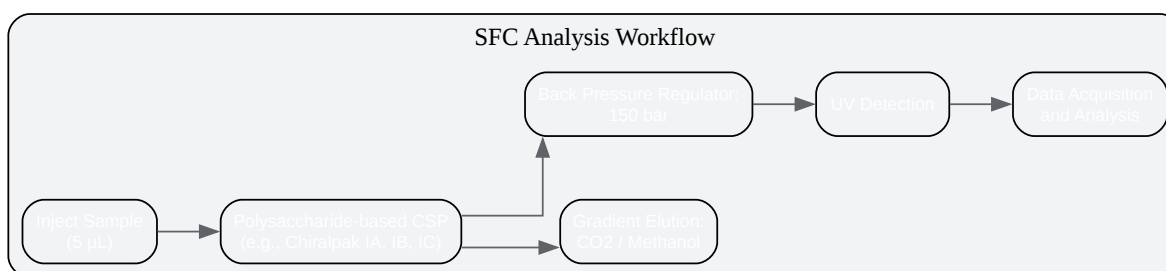 SFC Analysis Workflow
Back Pressure Regulator:
150 bar
UV Detection
Data Acquisition
and Analysis
Inject Sample
(5 µL)
Polysaccharide-based CSP
(e.g., Chiralpak IA, IB, IC)
Gradient Elution:
CO2 / Methanol